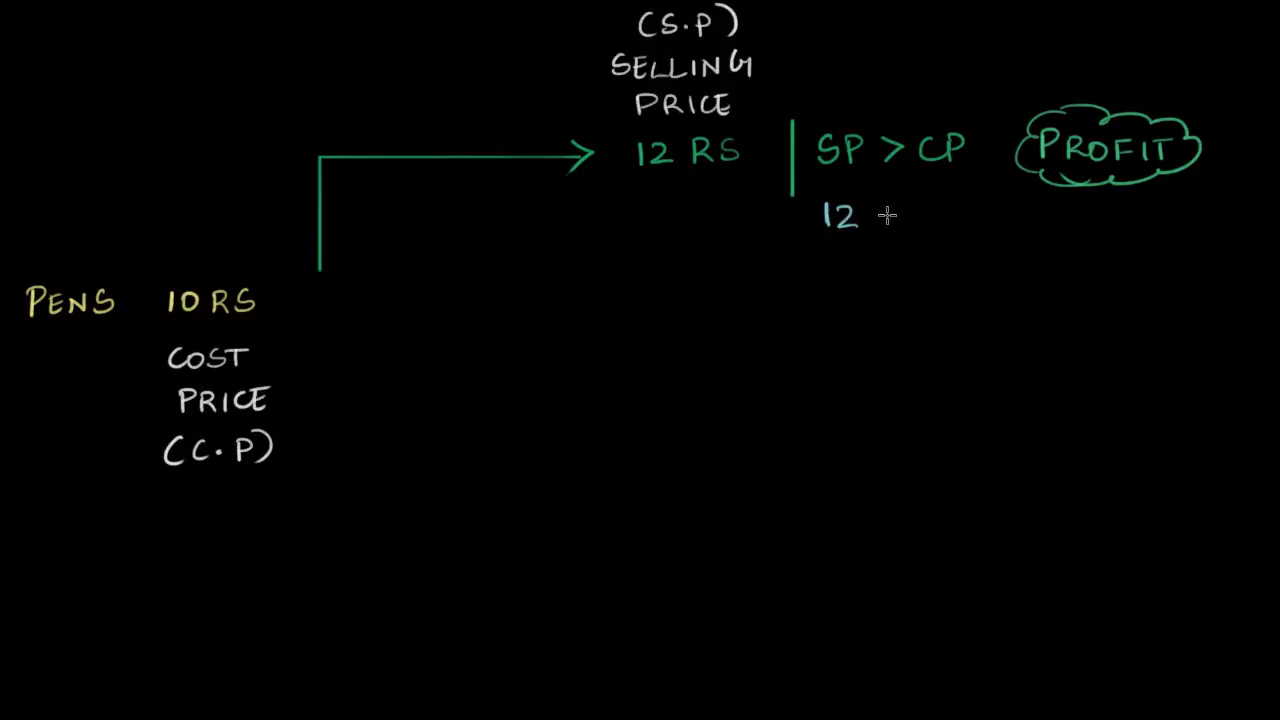 (S.P)
SELLING
PRICE
12 RS | SP > CP PROFIT
12
PENS 10 RS
COST
PRICE
(C.P)